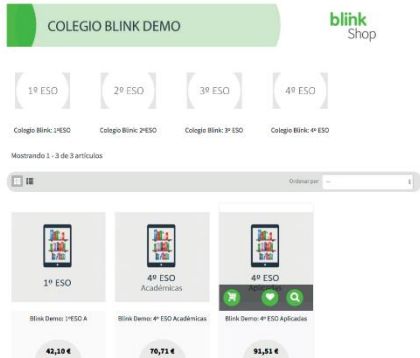 COLEGIO BLINK DEMO
blink
Shop
1º ESO
2º ESO
3º ESO
4º ESO
Colegio Blink: 1ºESO
Colegio Blink: 2ºESO
Colegio Blink: 3º ESO
Colegio Blink: 4º ESO
Mostrando 1 - 3 de 3 artículos
Ordenar por
--
1º ESO
4º ESO
Académicas
4º ESO
Aplicadas
Blink Demo: 1ºESO A
Blink Demo: 4º ESO Académicas
Blink Demo: 4º ESO Aplicadas
42,10 €
70,71 €
91,51 €